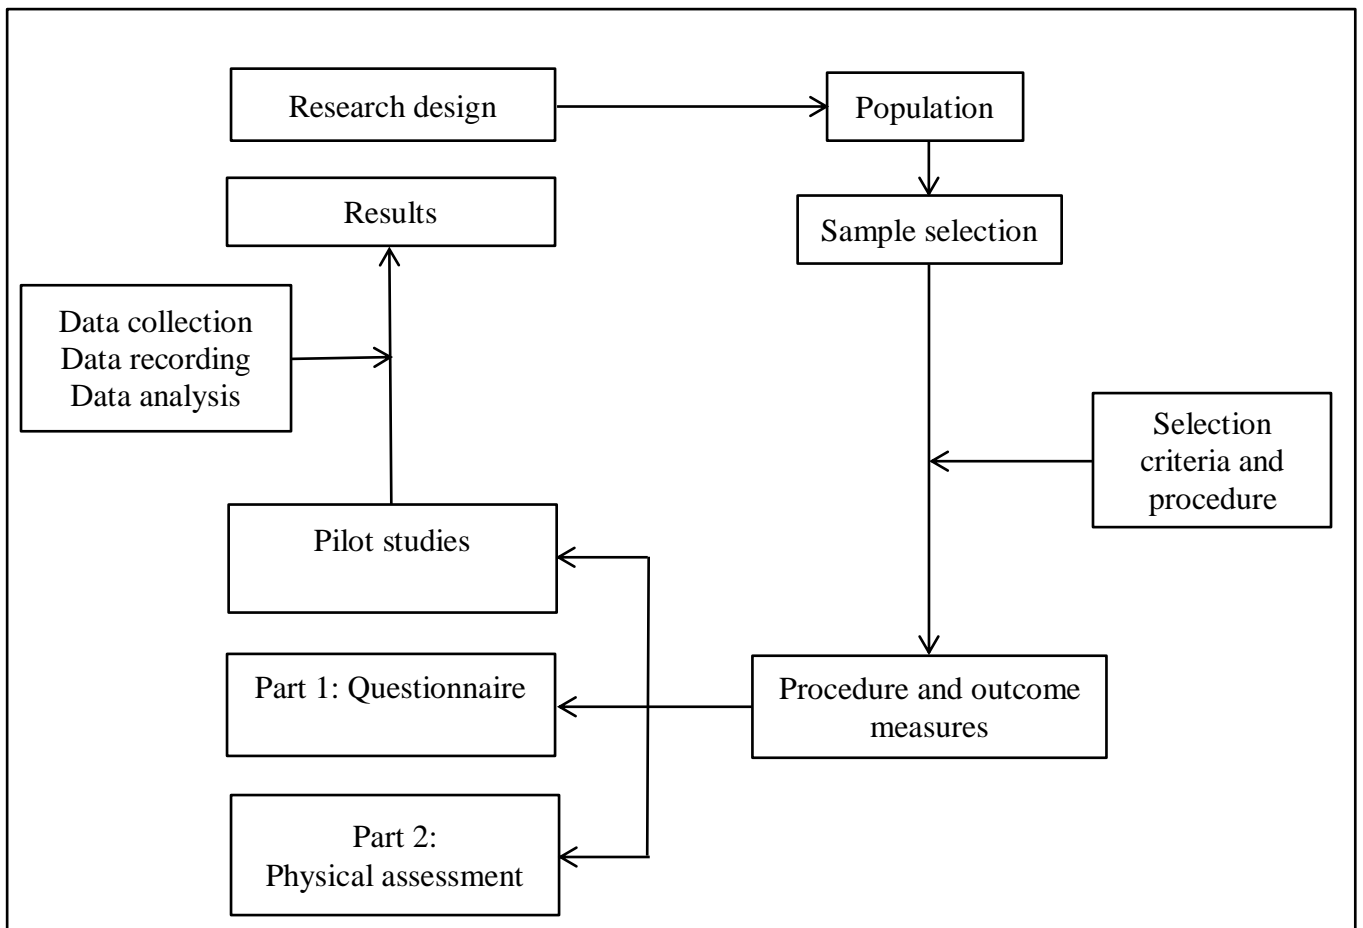 Research design
Population
Results
Sample selection
Data collection
Data recording
Data analysis
Selection
criteria and
procedure
Pilot studies
Part 1: Questionnaire
Procedure and outcome
measures
Part 2:
Physical assessment